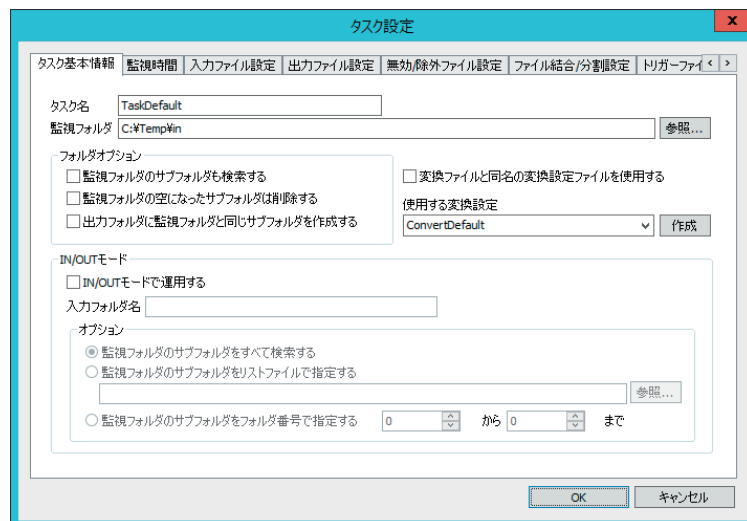 タスク設定
x
タスク基本情報 監視時間 入力ファイル設定 出力ファイル設定 無効/除外ファイル設定 ファイル結合/分割設定 トリガーファイ < >
タスク名 TaskDefault
監視フォルダ C:¥Temp¥in 参照...
フォルダオプション
監視フォルダのサブフォルダも検索する
監視フォルダの空になったサブフォルダは削除する
出力フォルダに監視フォルダと同じサブフォルダを作成する
変換ファイルと同名の変換設定ファイルを使用する
使用する変換設定
ConvertDefault 作成
IN/OUTモード
IN/OUTモードで運用する
入力フォルダ名
オプション
監視フォルダのサブフォルダをすべて検索する
監視フォルダのサブフォルダをリストファイルで指定する
参照...
監視フォルダのサブフォルダをフォルダ番号で指定する 0 から 0 まで
OK キャンセル